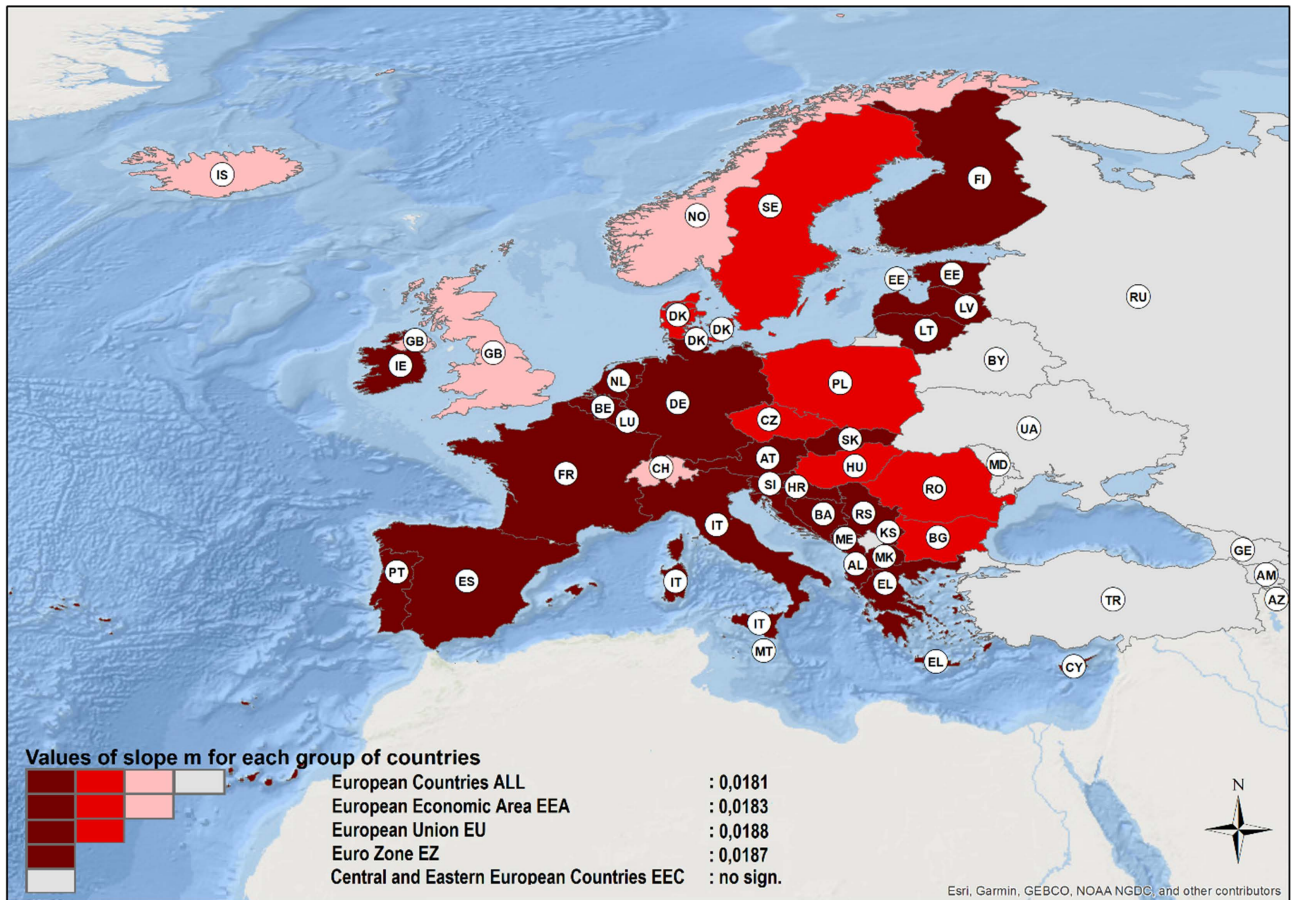 IS
FI
SE
NO
EE
EE
RU
LV
DK
DK
LT
DK
GB
GB
BY
IE
NL
PL
DE
BE
LU
CZ
UA
SK
AT
MD
HU
CH
FR
SI
HR
RO
BA
RS
IT
KS
BG
ME
GE
MK
AL
PT
AM
ES
IT
EL
AZ
TR
IT
MT
EL
CY
Values of slope m for each group of countries
European Countries ALL : 0,0181
European Economic Area EEA : 0,0183
European Union EU : 0,0188
Euro Zone EZ : 0,0187
Central and Eastern European Countries EEC : no sign.
N
Esri, Garmin, GEBCO, NOAA NGDC, and other contributors